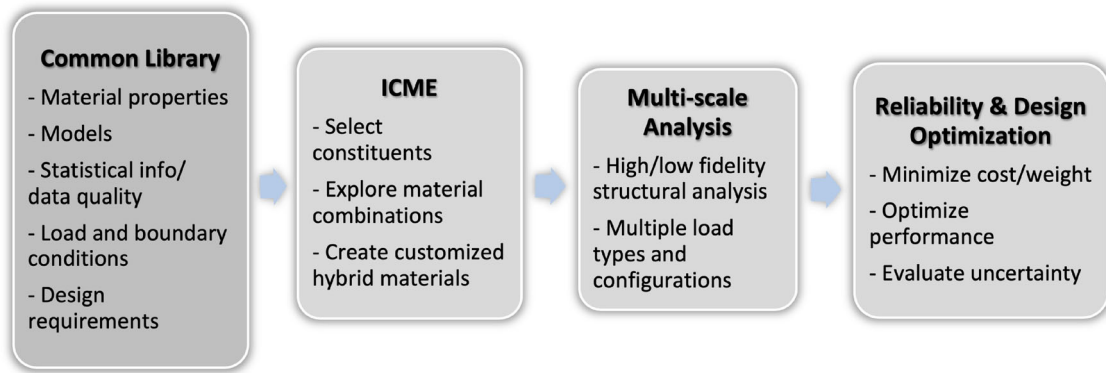 Common Library
- Material properties
- Models
- Statistical info/
data quality
- Load and boundary
conditions
- Design
requirements
ICME
- Select
constituents
- Explore material
combinations
- Create customized
hybrid materials
Multi-scale
Analysis
- High/low fidelity
structural analysis
- Multiple load
types and
configurations
Reliability & Design
Optimization
- Minimize cost/weight
- Optimize
performance
- Evaluate uncertainty